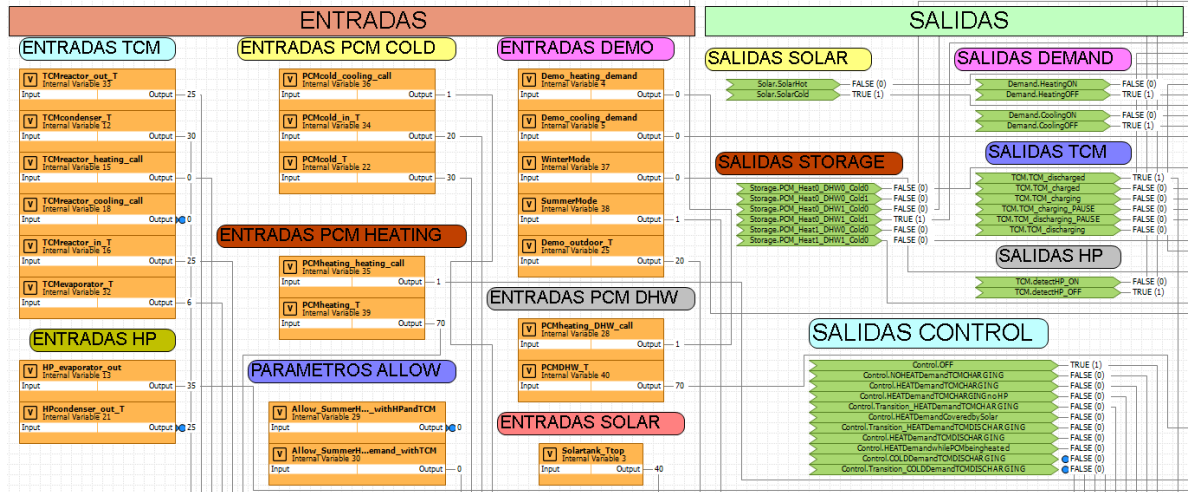 ENTRADAS
ENTRADAS TCM
V TCMreactor_out_T
Internal Variable 33
Input Output 25
V TCMcondenser_T
Internal Variable 12
Input Output 30
V TCMreactor_heating_call
Internal Variable 15
Input Output 0
V TCMreactor_cooling_call
Internal Variable 18
Input Output 0
V TCMreactor_in_T
Internal Variable 16
Input Output 25
V TCMevaporator_T
Internal Variable 32
Input Output 6
ENTRADAS HP
V HP_evaporator_out
Internal Variable 13
Input Output 35
V HPcondenser_out_T
Internal Variable 21
Input Output 25
ENTRADAS PCM COLD
V PCMcold_cooling_call
Internal Variable 36
Input Output 1
V PCMcold_in_T
Internal Variable 34
Input Output 20
V PCMcold_T
Internal Variable 22
Input Output 30
ENTRADAS PCM HEATING
V PCMheating_heating_call
Internal Variable 35
Input Output 1
V PCMheating_T
Internal Variable 39
Input Output 70
PARAMETROS ALLOW
V Allow_SummerH..._withHPandTCM
Internal Variable 29
Input Output 0
V Allow_SummerH...emand_withTCM
Internal Variable 30
Input Output 0
ENTRADAS DEMO
V Demo_heating_demand
Internal Variable 4
Input Output 0
V Demo_cooling_demand
Internal Variable 5
Input Output 0
V WinterMode
Internal Variable 37
Input Output 0
V SummerMode
Internal Variable 38
Input Output 1
V Demo_outdoor_T
Internal Variable 25
Input Output 20
ENTRADAS PCM DHW
V PCMheating_DHW_call
Internal Variable 28
Input Output 1
V PCMDHW_T
Internal Variable 40
Input Output 70
ENTRADAS SOLAR
V Solartank_Ttop
Internal Variable 3
Input Output 40
SALIDAS
SALIDAS SOLAR
Solar.SolarHot FALSE (0)
Solar.SolarCold TRUE (1)
SALIDAS STORAGE
Storage.PCM_Heat0_DHW0_Cold0 FALSE (0)
Storage.PCM_Heat0_DHW0_Cold1 FALSE (0)
Storage.PCM_Heat0_DHW1_Cold0 FALSE (0)
Storage.PCM_Heat0_DHW1_Cold1 TRUE (1)
Storage.PCM_Heat1_DHW0_Cold0 FALSE (0)
Storage.PCM_Heat1_DHW1_Cold0 FALSE (0)
SALIDAS DEMAND
Demand.HeatingON FALSE (0)
Demand.HeatingOFF TRUE (1)
Demand.CoolingON FALSE (0)
Demand.CoolingOFF TRUE (1)
SALIDAS TCM
TCM.TCM_discharged TRUE (1)
TCM.TCM_charged FALSE (0)
TCM.TCM_charging FALSE (0)
TCM.TCM_charging_PAUSE FALSE (0)
TCM.TCM_discharging_PAUSE FALSE (0)
TCM.TCM_discharging FALSE (0)
SALIDAS HP
TCM.detectHP_ON FALSE (0)
TCM.detectHP_OFF TRUE (1)
SALIDAS CONTROL
Control.OFF TRUE (1)
Control.NOHEATDemandTCMCHARGING FALSE (0)
Control.HEATDemandTCMCHARGING FALSE (0)
Control.HEATDemandTCMCHARGINGnoHP FALSE (0)
Control.Transition_HEATDemandTCMCHARGING FALSE (0)
Control.HEATDemandCoveredbySolar FALSE (0)
Control.Transition_HEATDemandTCMDISCHARGING FALSE (0)
Control.HEATDemandTCMDISCHARGING FALSE (0)
Control.HEATDemandwhilePCMbeingheated FALSE (0)
Control.COLDDemandTCMDISCHARGING FALSE (0)
Control.Transition_COLDDemandTCMDISCHARGING FALSE (0)